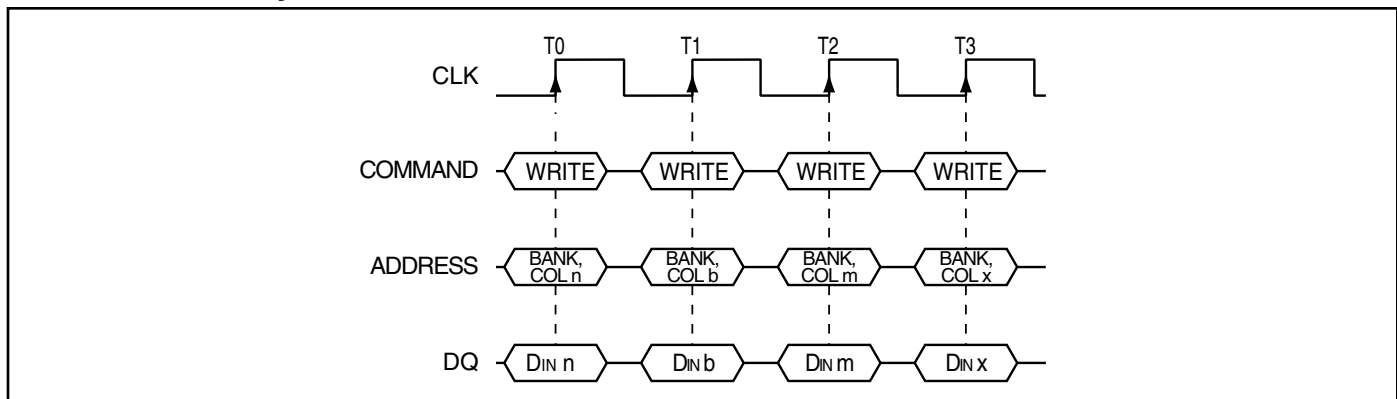 T0 T1 T2 T3
CLK
COMMAND WRITE WRITE WRITE WRITE
ADDRESS BANK, COL n BANK, COL b BANK, COL m BANK, COL x
DQ DIN n DIN b DIN m DIN x